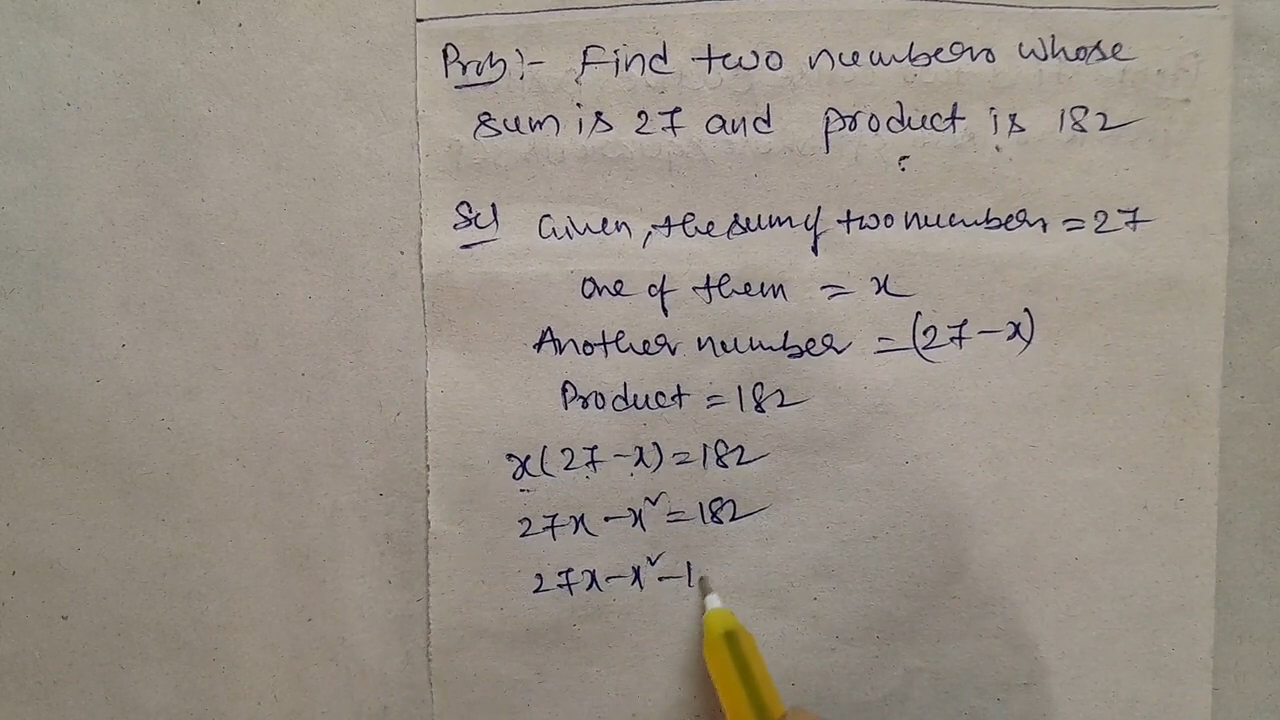 Prob:- Find two numbers whose
sum is 27 and product is 182
?
Sol Given, the sum of two numbers = 27
One of them = x
Another number = (27-x)
Product = 182
x(27-x)=182
27x-x²=182
27x-x²-1